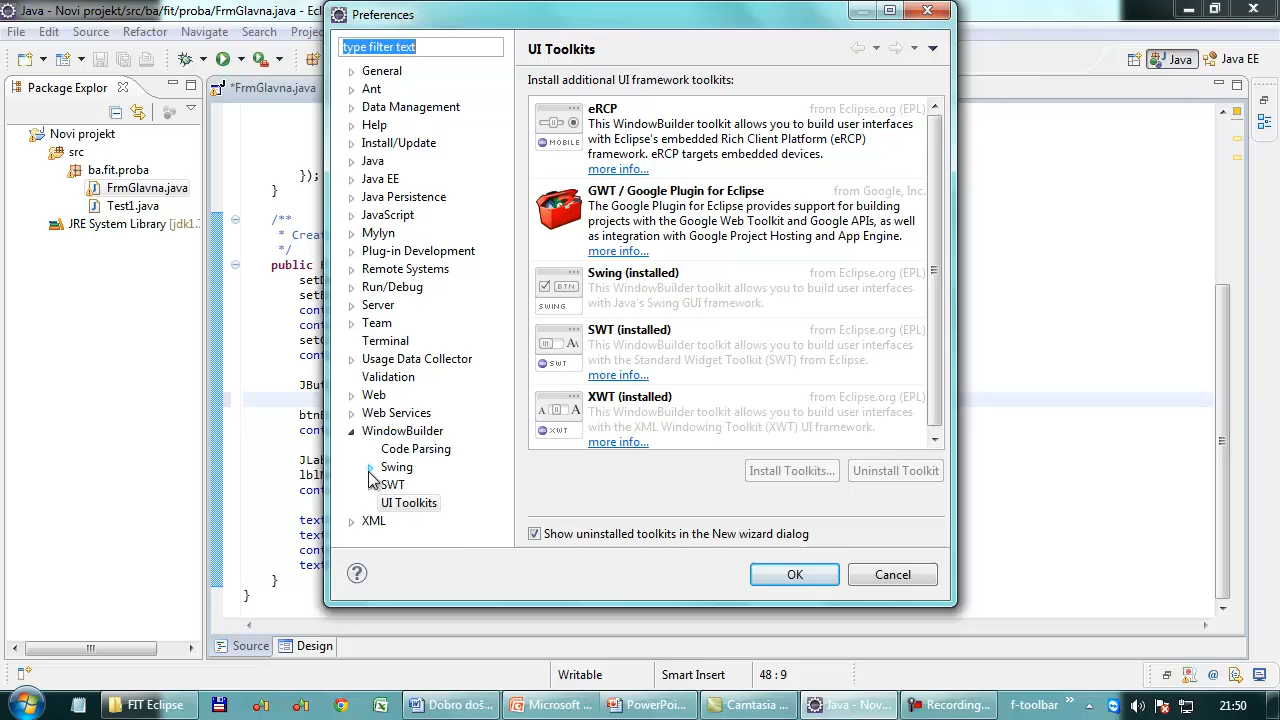 Java - Novi projekt/src/ba/fit/proba/FrmGlavna.java - Ecl
Preferences
File Edit Source Refactor Navigate Search Proje
Java
Java EE
Package Explor
*FrmGlavna.java
Novi projekt
src
ba.fit.proba
FrmGlavna.java
Test1.java
JRE System Library [jdk1.
});
}
/**
* Creat
*/
public F
JBut
JLab
}
}
type filter text
General
Ant
Data Management
Help
Install/Update
Java
Java EE
Java Persistence
JavaScript
Mylyn
Plug-in Development
Remote Systems
Run/Debug
Server
Team
Terminal
Usage Data Collector
Validation
Web
Web Services
WindowBuilder
Code Parsing
Swing
SWT
UI Toolkits
XML
UI Toolkits
Install additional UI framework toolkits:
eRCP from Eclipse.org (EPL)
This WindowBuilder toolkit allows you to build user interfaces
with Eclipse's embedded Rich Client Platform (eRCP)
framework. eRCP targets embedded devices.
more info...
MOBILE
GWT / Google Plugin for Eclipse from Google, Inc.
The Google Plugin for Eclipse provides support for building
projects with the Google Web Toolkit and Google APIs, as well
as integration with Google Project Hosting and App Engine.
more info...
Swing (installed) from Eclipse.org (EPL)
This WindowBuilder toolkit allows you to build user interfaces
with Java's Swing GUI framework.
BTN
SWING
SWT (installed) from Eclipse.org (EPL)
This WindowBuilder toolkit allows you to build user interfaces
with the Standard Widget Toolkit (SWT) from Eclipse.
more info...
SWT
XWT (installed) from Eclipse.org (EPL)
This WindowBuilder toolkit allows you to build user interfaces
with the XML Windowing Toolkit (XWT) UI framework.
more info...
XWT
Install Toolkits... Uninstall Toolkit
Show uninstalled toolkits in the New wizard dialog
OK Cancel
Source Design
Writable Smart Insert 48 : 9
FIT Eclipse
Dobro doš...
Microsoft ...
PowerPoi...
Camtasia ...
Java - Nov...
Recording...
f-toolbar
21:50